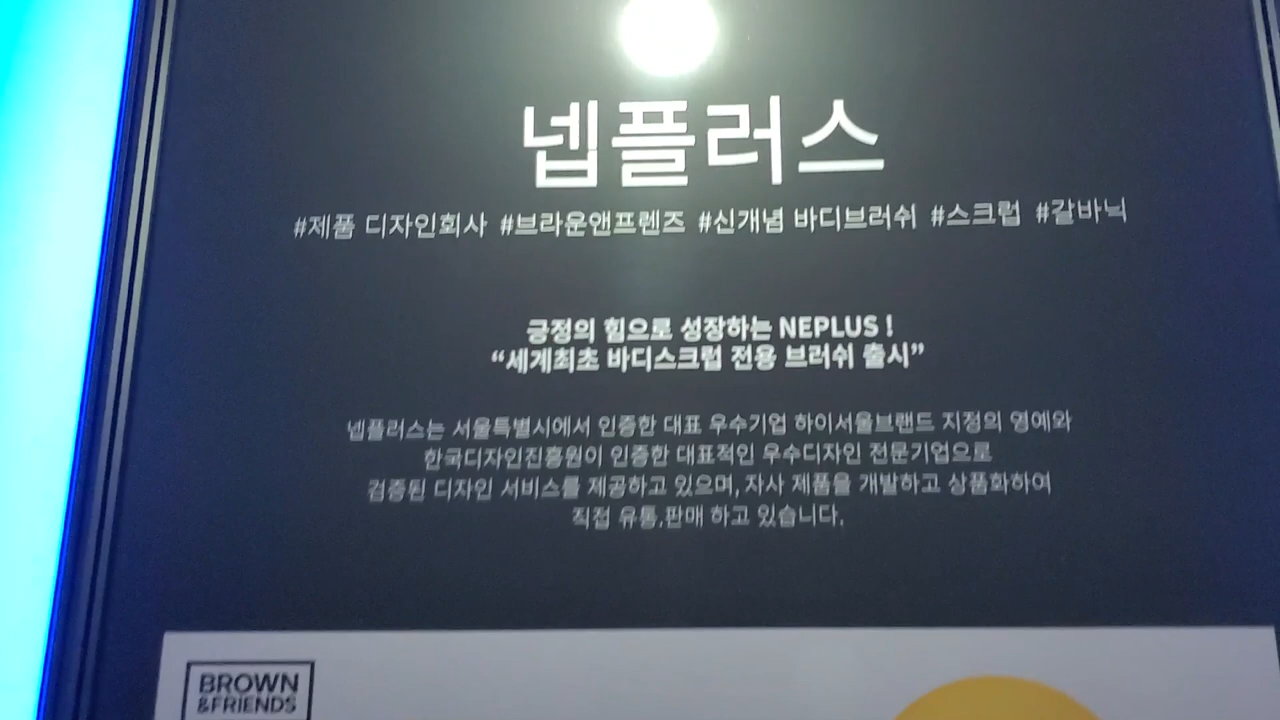 넵플러스
#제품 디자인회사 #브라운앤프렌즈 #신개념 바디브러쉬 #스크럽 #갈바닉
긍정의 힘으로 성장하는 NEPLUS !
“세계최초 바디스크럽 전용 브러쉬 출시”
넵플러스는 서울특별시에서 인증한 대표 우수기업 하이서울브랜드 지정의 영예와
한국디자인진흥원이 인증한 대표적인 우수디자인 전문기업으로
검증된 디자인 서비스를 제공하고 있으며, 자사 제품을 개발하고 상품화하여
직접 유통,판매 하고 있습니다.
BROWN
&FRIENDS